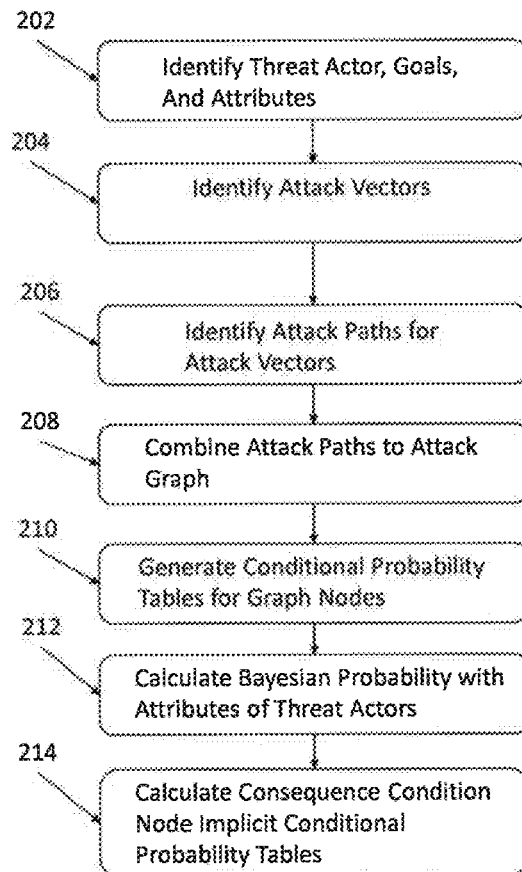 202
Identify Threat Actor, Goals,
And Attributes
204
Identify Attack Vectors
206
Identify Attack Paths for
Attack Vectors
208
Combine Attack Paths to Attack
Graph
210
Generate Conditional Probability
Tables for Graph Nodes
212
Calculate Bayesian Probability with
Attributes of Threat Actors
214
Calculate Consequence Condition
Node Implicit Conditional
Probability Tables